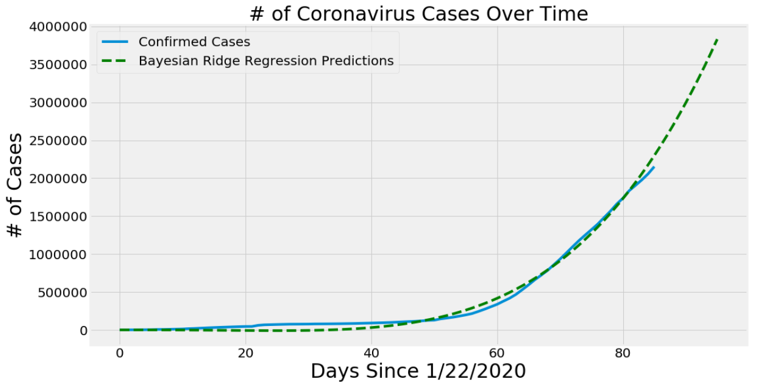 # of Coronavirus Cases Over Time
4000000
Confirmed Cases
Bayesian Ridge Regression Predictions
3500000
3000000
2500000
2000000
1500000
1000000
500000
0
# of Cases
0 20 40 60 80
Days Since 1/22/2020